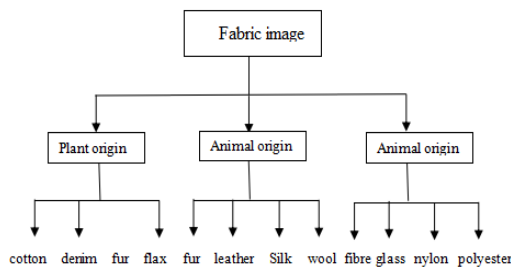 Fabric image
Plant origin
Animal origin
Animal origin
cotton denim fur flax fur leather Silk wool fibre glass nylon polyester